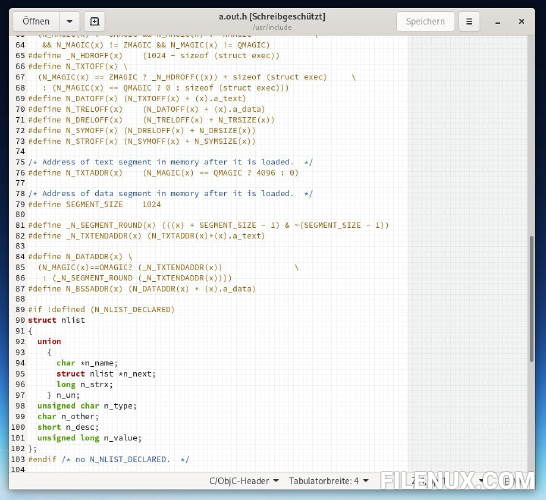 Öffnen
a.out.h [Schreibgeschützt]
/usr/include
Speichern
64 && N_MAGIC(x) != ZMAGIC && N_MAGIC(x) != QMAGIC)
65 #define _N_HDROFF(x) (1024 - sizeof (struct exec))
66 #define N_TXTOFF(x) \
67 (N_MAGIC(x) == ZMAGIC ? _N_HDROFF((x)) + sizeof (struct exec) \
68 : (N_MAGIC(x) == QMAGIC ? 0 : sizeof (struct exec)))
69 #define N_DATOFF(x) (N_TXTOFF(x) + (x).a_text)
70 #define N_TRELOFF(x) (N_DATOFF(x) + (x).a_data)
71 #define N_DRELOFF(x) (N_TRELOFF(x) + N_TRSIZE(x))
72 #define N_SYMOFF(x) (N_DRELOFF(x) + N_DRSIZE(x))
73 #define N_STROFF(x) (N_SYMOFF(x) + N_SYMSIZE(x))
74
75 /* Address of text segment in memory after it is loaded. */
76 #define N_TXTADDR(x) (N_MAGIC(x) == QMAGIC ? 4096 : 0)
77
78 /* Address of data segment in memory after it is loaded. */
79 #define SEGMENT_SIZE 1024
80
81 #define _N_SEGMENT_ROUND(x) (((x) + SEGMENT_SIZE - 1) & ~(SEGMENT_SIZE - 1))
82 #define _N_TXTENDADDR(x) (N_TXTADDR(x)+(x).a_text)
83
84 #define N_DATADDR(x) \
85 (N_MAGIC(x)==OMAGIC? (_N_TXTENDADDR(x)) \
86 : (_N_SEGMENT_ROUND (_N_TXTENDADDR(x))))
87 #define N_BSSADDR(x) (N_DATADDR(x) + (x).a_data)
88
89 #if !defined (N_NLIST_DECLARED)
90 struct nlist
91 {
92 union
93 {
94 char *n_name;
95 struct nlist *n_next;
96 long n_strx;
97 } n_un;
98 unsigned char n_type;
99 char n_other;
100 short n_desc;
101 unsigned long n_value;
102 };
103 #endif /* no N_NLIST_DECLARED. */
104
C/ObjC-Header
Tabulatorbreite: 4
FILENUX.COM